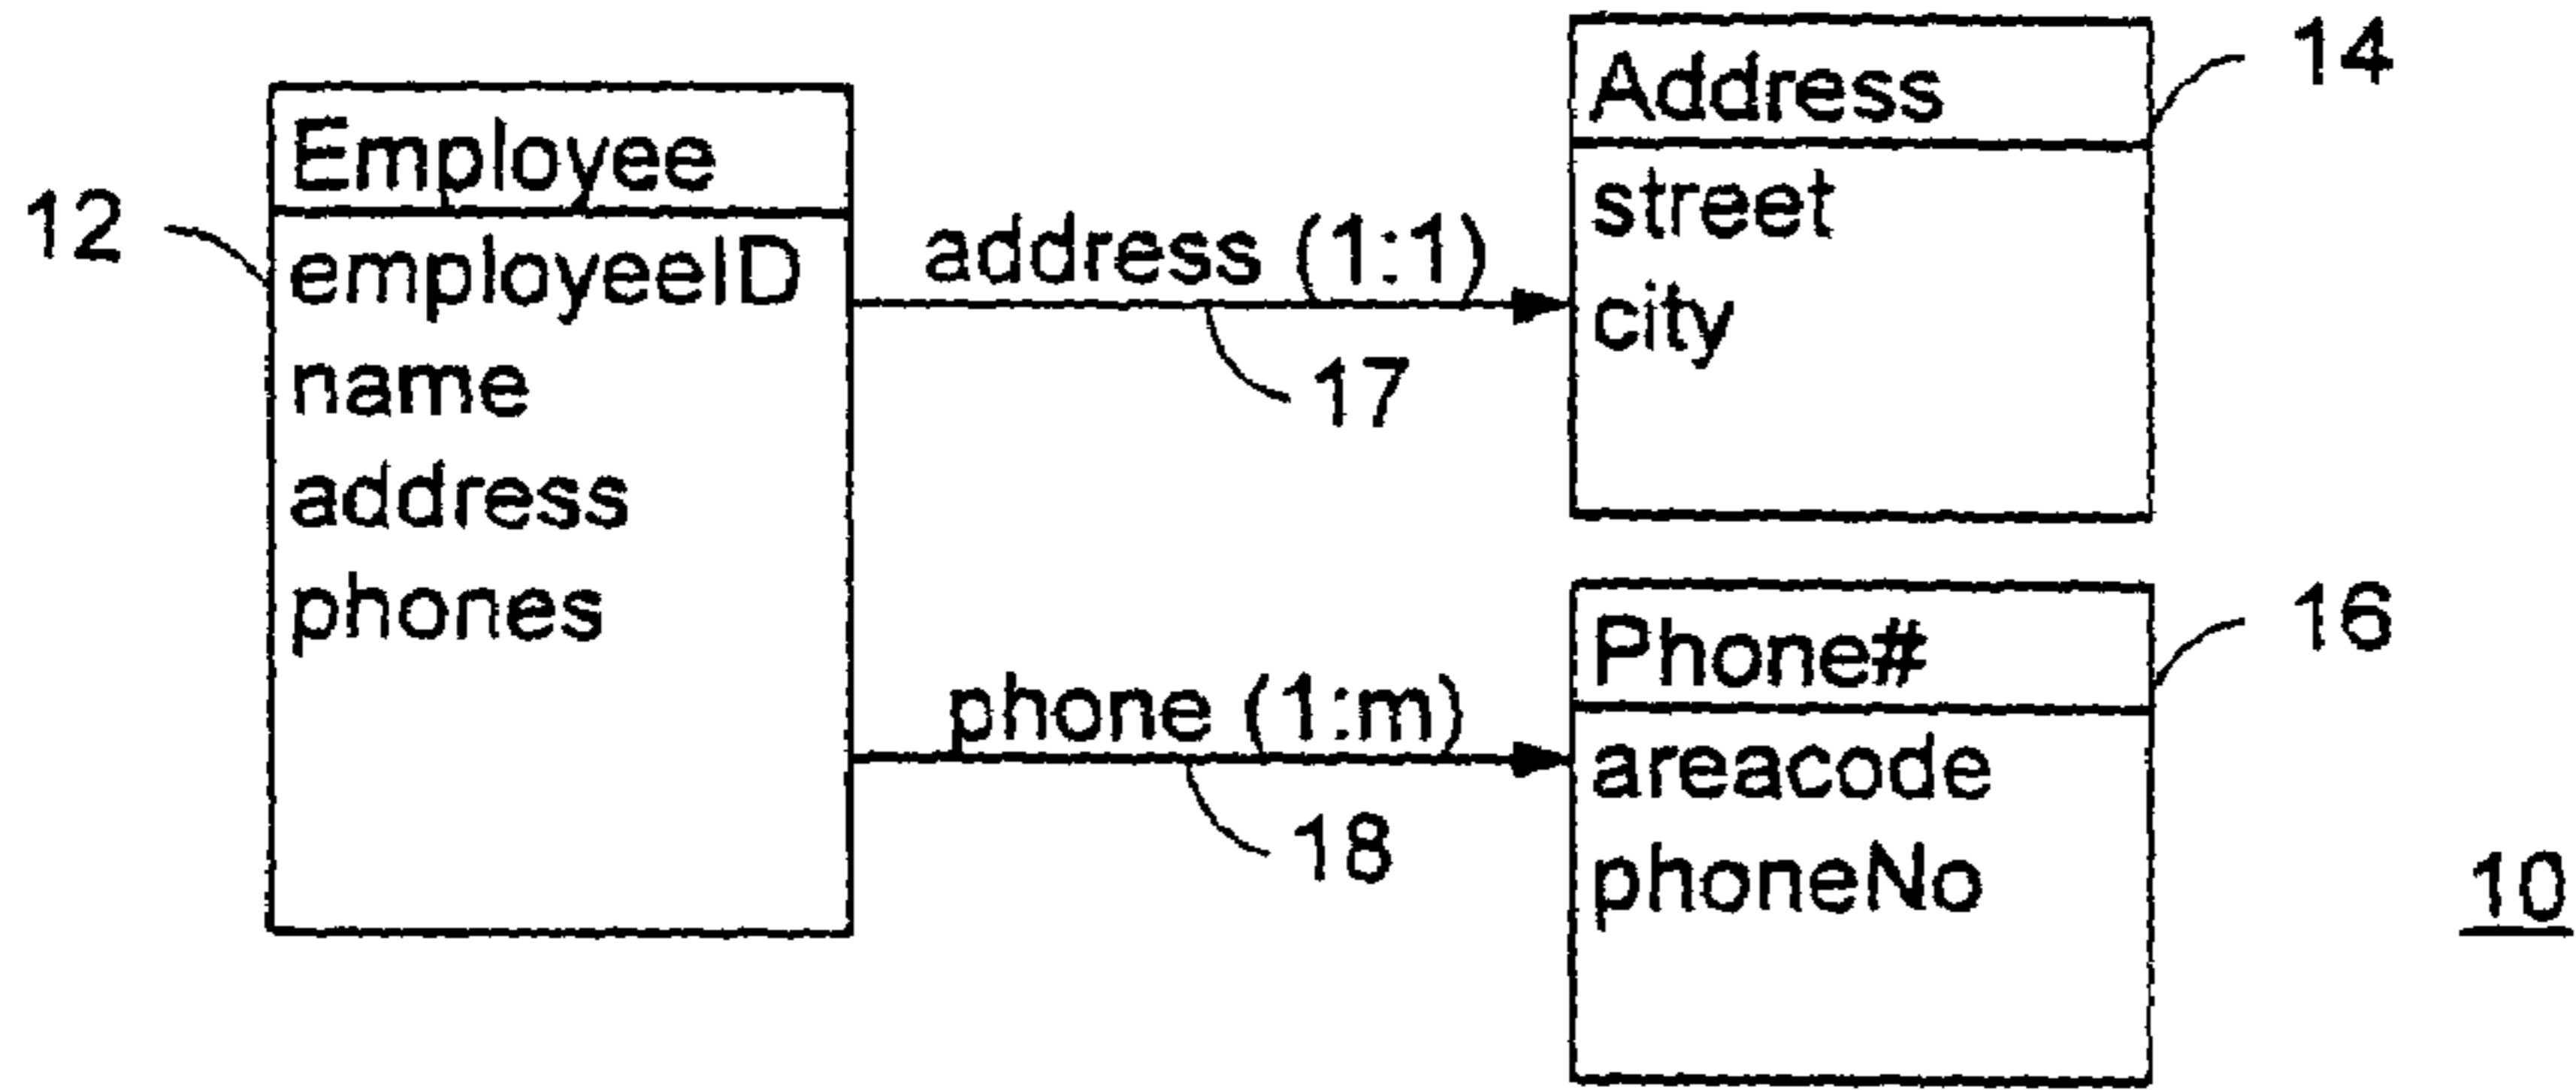 12
Employee
employeeID
name
address
phones
address (1:1)
17
phone (1:m)
18
Address
street
city
14
Phone#
areacode
phoneNo
16
10